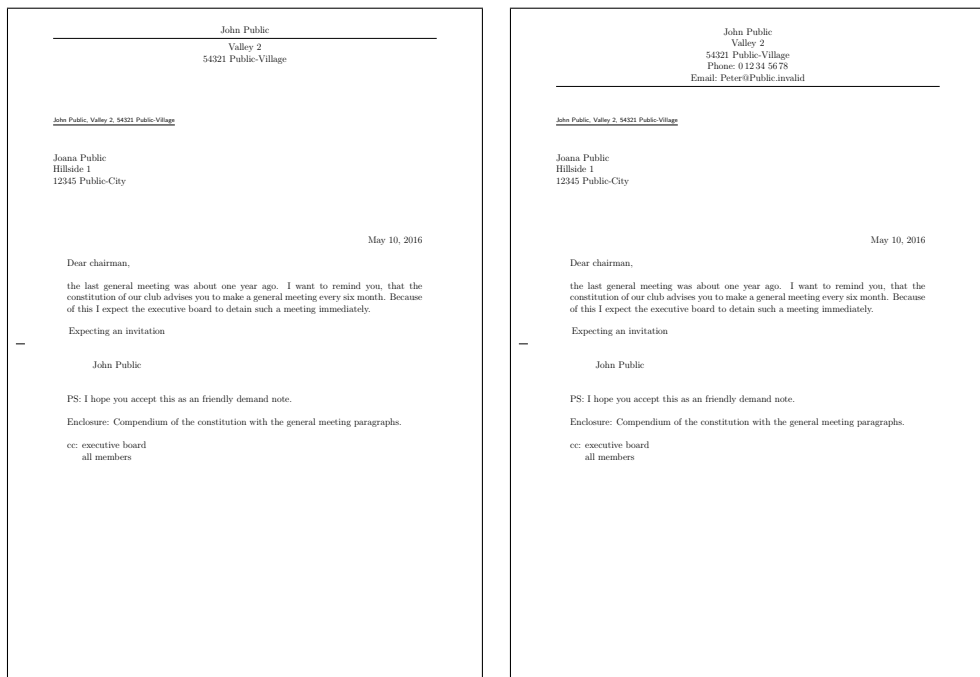 John Public
Valley 2
54321 Public-Village
John Public, Valley 2, 54321 Public-Village
Joana Public
Hillside 1
12345 Public-City
May 10, 2016
Dear chairman,
the last general meeting was about one year ago. I want to remind you, that the
constitution of our club advises you to make a general meeting every six month. Because
of this I expect the executive board to detain such a meeting immediately.
Expecting an invitation
John Public
PS: I hope you accept this as an friendly demand note.
Enclosure: Compendium of the constitution with the general meeting paragraphs.
cc: executive board
all members
John Public
Valley 2
54321 Public-Village
Phone: 0 12 34 56 78
Email: Peter@Public.invalid
John Public, Valley 2, 54321 Public-Village
Joana Public
Hillside 1
12345 Public-City
May 10, 2016
Dear chairman,
the last general meeting was about one year ago. I want to remind you, that the
constitution of our club advises you to make a general meeting every six month. Because
of this I expect the executive board to detain such a meeting immediately.
Expecting an invitation
John Public
PS: I hope you accept this as an friendly demand note.
Enclosure: Compendium of the constitution with the general meeting paragraphs.
cc: executive board
all members